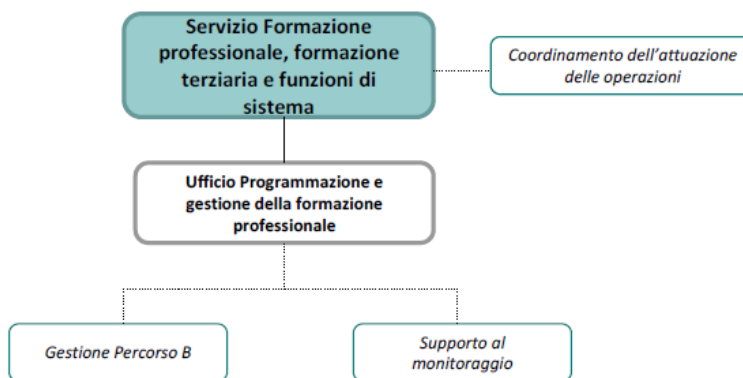 Servizio Formazione
professionale, formazione
terziaria e funzioni di
sistema
Coordinamento dell'attuazione
delle operazioni
Ufficio Programmazione e
gestione della formazione
professionale
Gestione Percorso B
Supporto al
monitoraggio